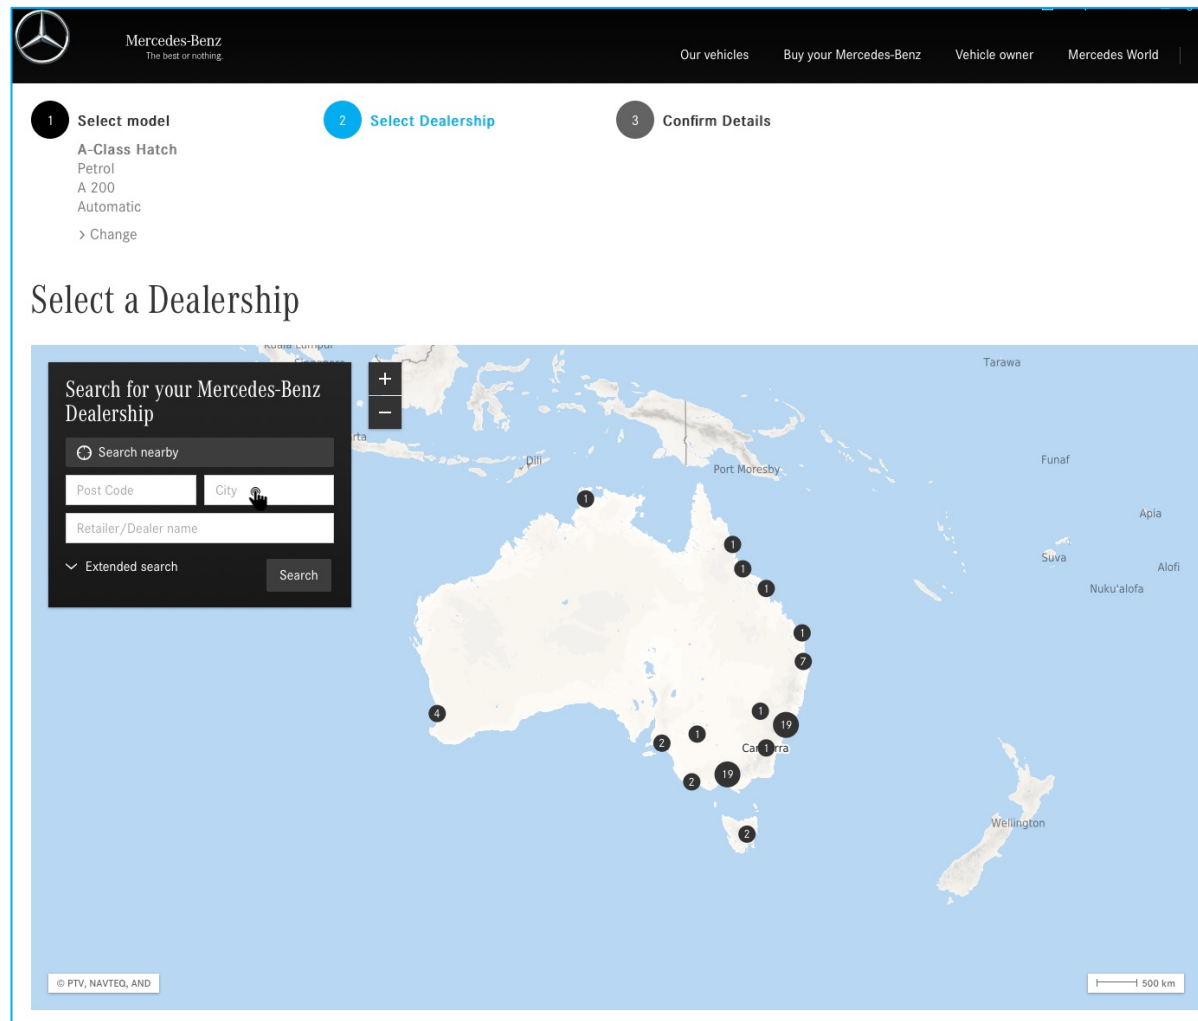 Mercedes-Benz
The best or nothing.
Our vehicles
Buy your Mercedes-Benz
Vehicle owner
Mercedes World
1
Select model
2
Select Dealership
3
Confirm Details
A-Class Hatch
Petrol
A 200
Automatic
> Change
Select a Dealership
Kuala Lumpur
Tarawa
Search for your Mercedes-Benz
Dealership
+
−
Search nearby
Post Code
City
Retailer/Dealer name
Extended search
Search
Dili
Port Moresby
Funaf
Apia
Suva
Alofi
Nuku'alofa
1
1
1
1
1
7
4
1
19
2
1
1
2
19
2
Wellington
© PTV, NAVTEQ, AND
500 km